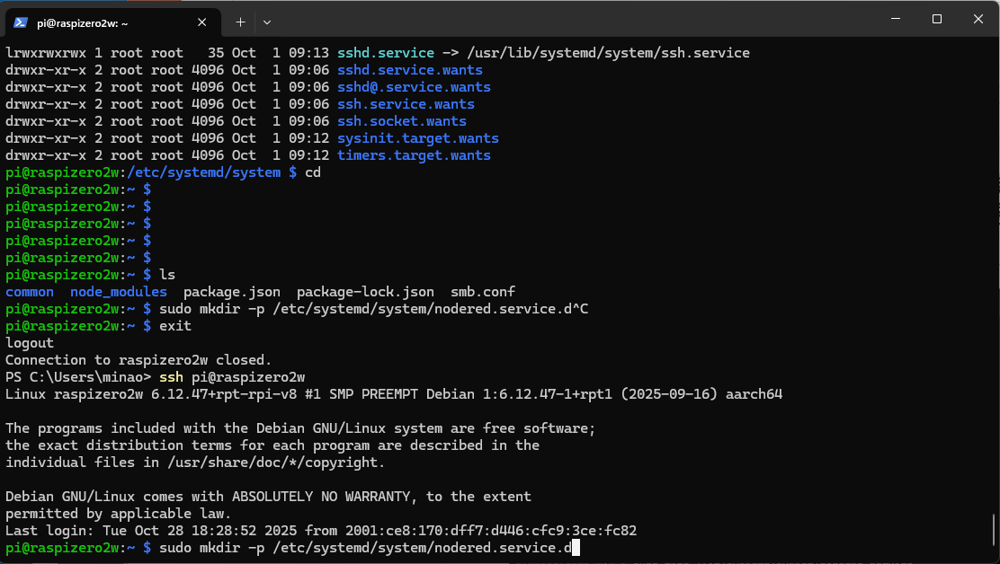 pi@raspizero2w: ~
lrwxrwxrwx 1 root root   35 Oct  1 09:13 sshd.service -> /usr/lib/systemd/system/ssh.service
drwxr-xr-x 2 root root 4096 Oct  1 09:06 sshd.service.wants
drwxr-xr-x 2 root root 4096 Oct  1 09:06 sshd@.service.wants
drwxr-xr-x 2 root root 4096 Oct  1 09:06 ssh.service.wants
drwxr-xr-x 2 root root 4096 Oct  1 09:06 ssh.socket.wants
drwxr-xr-x 2 root root 4096 Oct  1 09:12 sysinit.target.wants
drwxr-xr-x 2 root root 4096 Oct  1 09:12 timers.target.wants
pi@raspizero2w:/etc/systemd/system $ cd
pi@raspizero2w:~ $
pi@raspizero2w:~ $
pi@raspizero2w:~ $
pi@raspizero2w:~ $
pi@raspizero2w:~ $
pi@raspizero2w:~ $ ls
common  node_modules  package.json  package-lock.json  smb.conf
pi@raspizero2w:~ $ sudo mkdir -p /etc/systemd/system/nodered.service.d^C
pi@raspizero2w:~ $ exit
logout
Connection to raspizero2w closed.
PS C:\Users\minao> ssh pi@raspizero2w
Linux raspizero2w 6.12.47+rpt-rpi-v8 #1 SMP PREEMPT Debian 1:6.12.47-1+rpt1 (2025-09-16) aarch64

The programs included with the Debian GNU/Linux system are free software;
the exact distribution terms for each program are described in the
individual files in /usr/share/doc/*/copyright.

Debian GNU/Linux comes with ABSOLUTELY NO WARRANTY, to the extent
permitted by applicable law.
Last login: Tue Oct 28 18:28:52 2025 from 2001:ce8:170:dff7:d446:cfc9:3ce:fc82
pi@raspizero2w:~ $ sudo mkdir -p /etc/systemd/system/nodered.service.d